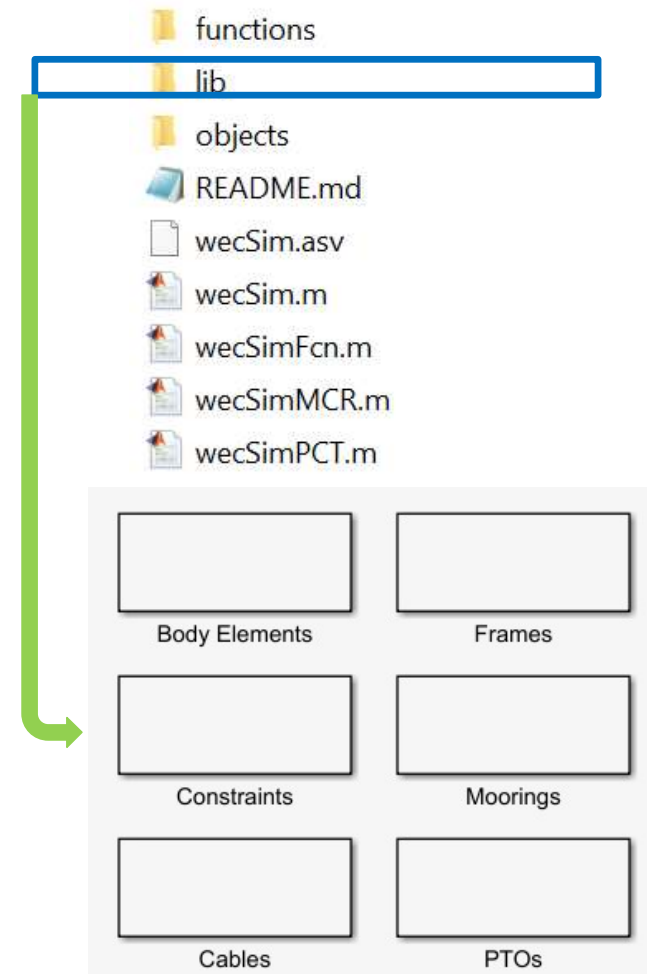 functions
lib
objects
README.md
wecSim.asv
wecSim.m
wecSimFcn.m
wecSimMCR.m
wecSimPCT.m
Body Elements
Frames
Constraints
Moorings
Cables
PTOs